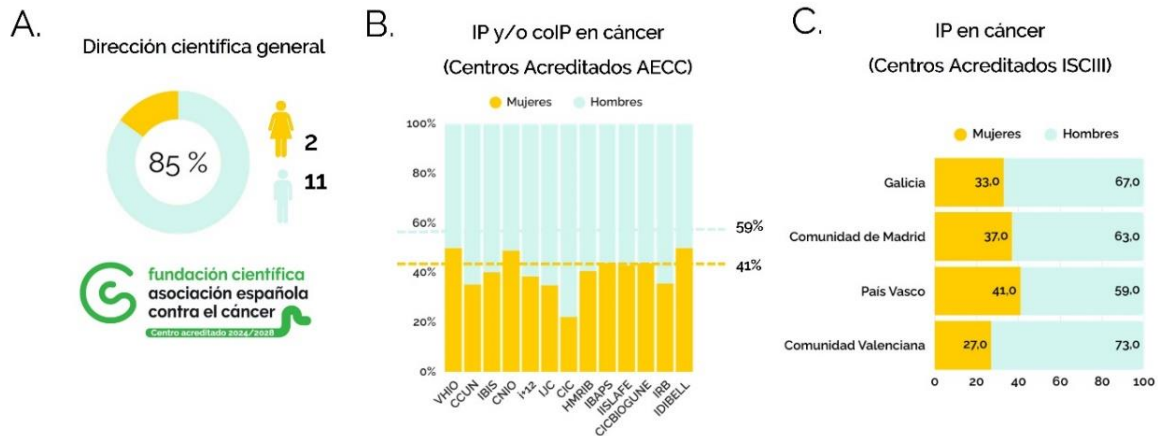 A.
Dirección científica general
85 %
2
11
fundación científica
asociación española
contra el cáncer
Centro acreditado 2024/2028
B.
IP y/o coIP en cáncer
(Centros Acreditados AECC)
Mujeres
Hombres
100%
80%
60%
40%
20%
0%
59%
41%
VHIO
CCUN
IBIS
CNIO
i+12
IJC
CIC
HMRIB
IBAPS
IISLAFE
CICBIOGUNE
IRB
IDIBELL
C.
IP en cáncer
(Centros Acreditados ISCIII)
Mujeres
Hombres
Galicia
33,0
67,0
Comunidad de Madrid
37,0
63,0
País Vasco
41,0
59,0
Comunidad Valenciana
27,0
73,0
0
20
40
60
80
100